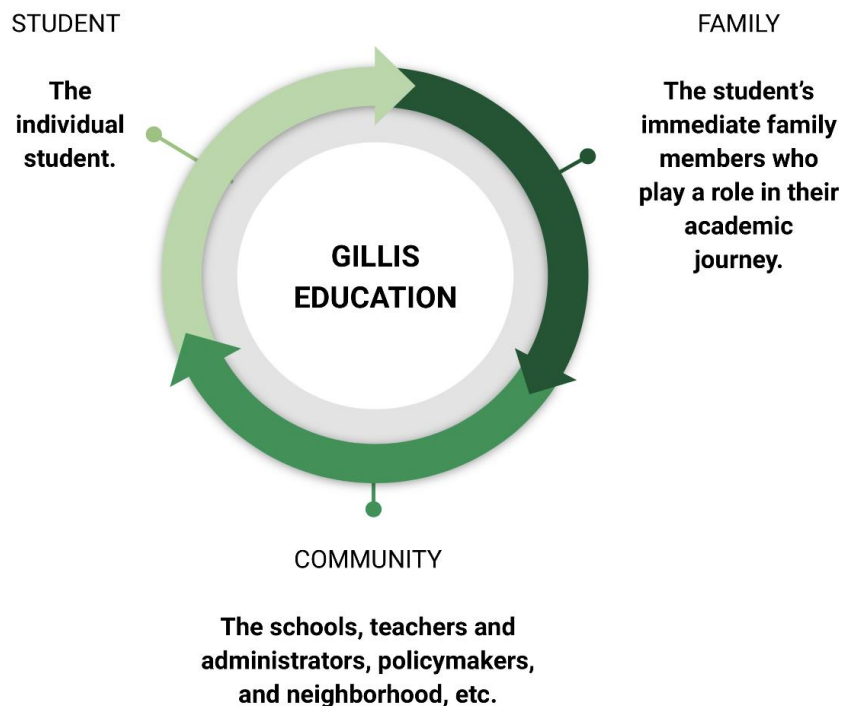 STUDENT
The
individual
student.
FAMILY
The student’s
immediate family
members who
play a role in their
academic
journey.
GILLIS
EDUCATION
COMMUNITY
The schools, teachers and
administrators, policymakers,
and neighborhood, etc.